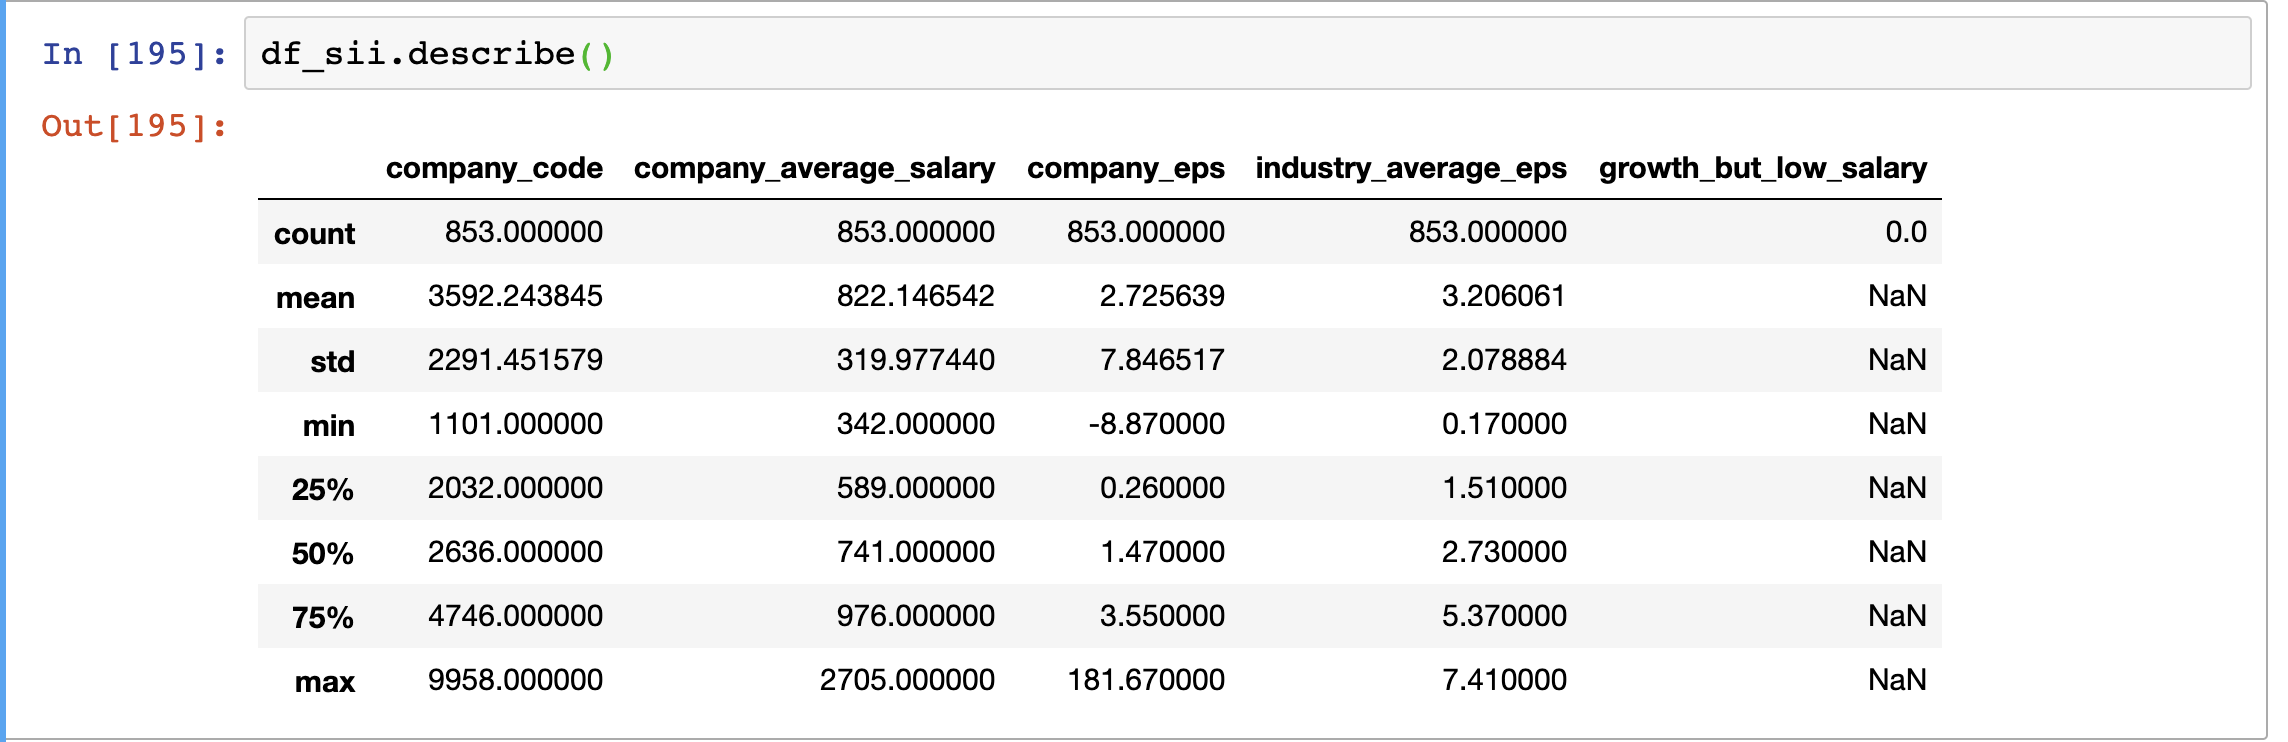 In [195]: df_sii.describe()
Out[195]:
company_code company_average_salary company_eps industry_average_eps growth_but_low_salary
count 853.000000 853.000000 853.000000 853.000000 0.0
mean 3592.243845 822.146542 2.725639 3.206061 NaN
std 2291.451579 319.977440 7.846517 2.078884 NaN
min 1101.000000 342.000000 -8.870000 0.170000 NaN
25% 2032.000000 589.000000 0.260000 1.510000 NaN
50% 2636.000000 741.000000 1.470000 2.730000 NaN
75% 4746.000000 976.000000 3.550000 5.370000 NaN
max 9958.000000 2705.000000 181.670000 7.410000 NaN